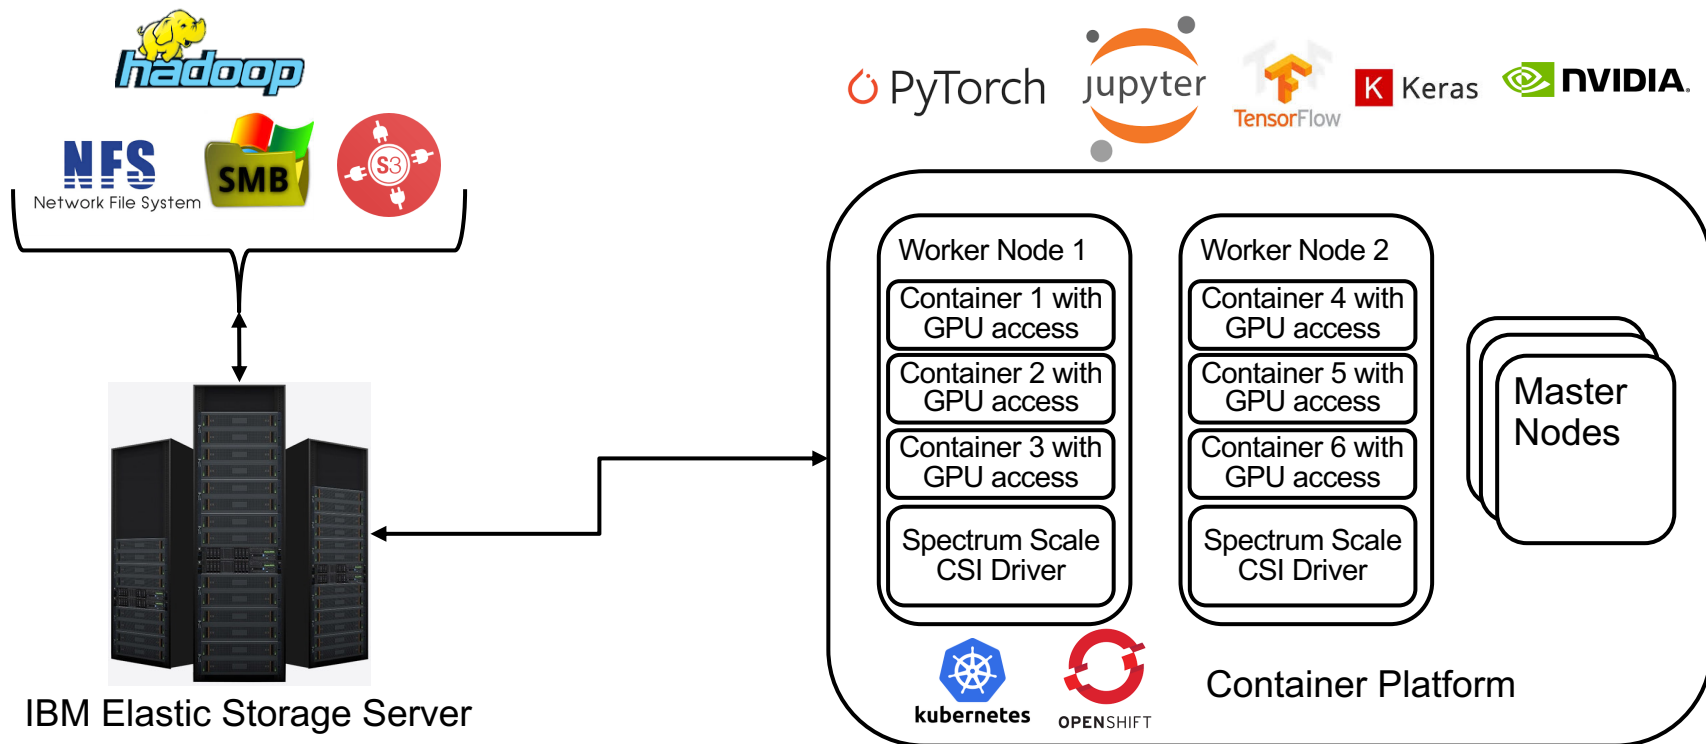 hadoop
NFS
Network File System
SMB
S3
PyTorch
jupyter
TensorFlow
K Keras
NVIDIA.
Worker Node 1
Container 1 with
GPU access
Container 2 with
GPU access
Container 3 with
GPU access
Spectrum Scale
CSI Driver
Worker Node 2
Container 4 with
GPU access
Container 5 with
GPU access
Container 6 with
GPU access
Spectrum Scale
CSI Driver
Master
Nodes
kubernetes
OPENSHIFT
Container Platform
IBM Elastic Storage Server